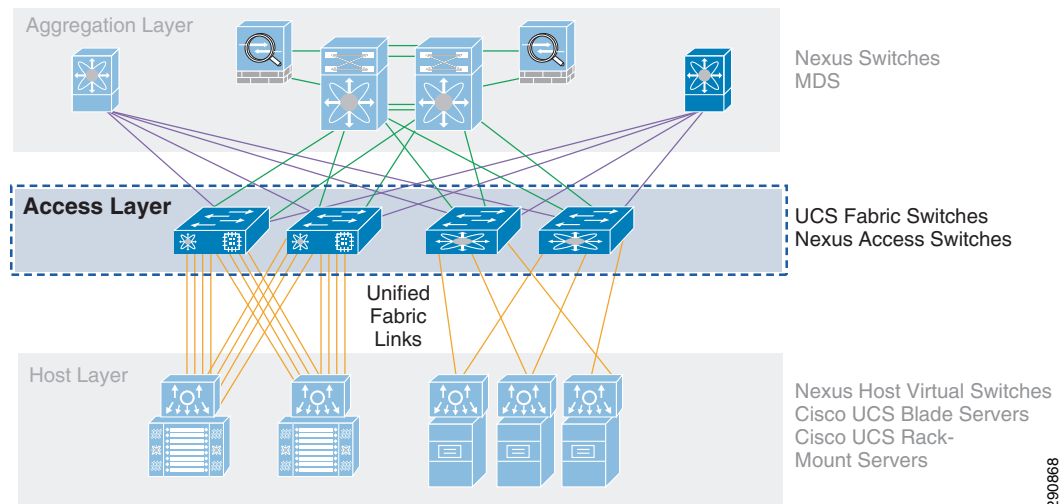 Aggregation Layer
Nexus Switches
MDS
Access Layer
UCS Fabric Switches
Nexus Access Switches
Unified
Fabric
Links
Host Layer
Nexus Host Virtual Switches
Cisco UCS Blade Servers
Cisco UCS Rack-
Mount Servers
290868